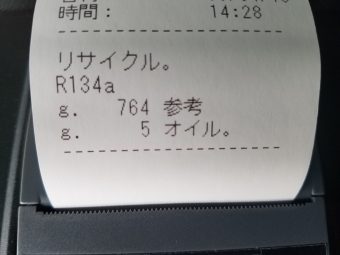 時間： 14:28
--------------------
リサイクル。
R134a
g. 764 参考
g. 5 オイル。
--------------------